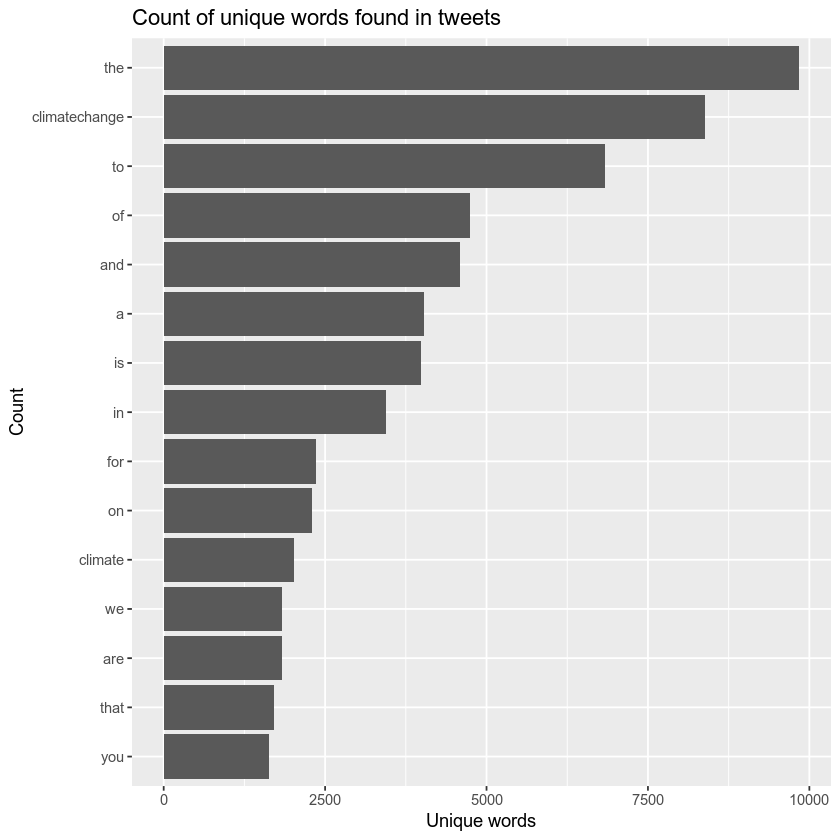 Count of unique words found in tweets
the
climatechange
to
of
and
a
is
in
for
on
climate
we
are
that
you
Count
0 2500 5000 7500 10000
Unique words